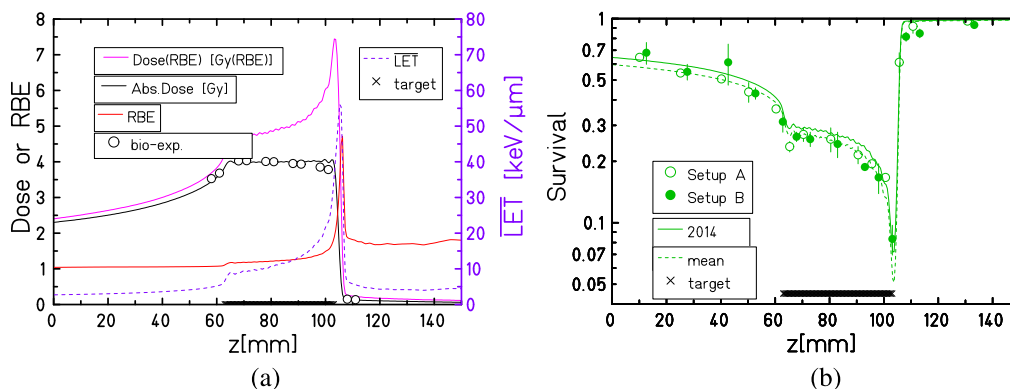 8
7
6
5
4
3
2
1
0
Dose or RBE
Dose(RBE) [Gy(RBE)]
Abs.Dose [Gy]
RBE
bio-exp.
LET
target
80
70
60
50
40
30
20
10
0
LET [keV/μm]
0 20 40 60 80 100 120 140
z[mm]
(a)
1
0.7
0.5
0.3
0.2
0.1
0.07
0.05
Survival
Setup A
Setup B
2014
mean
target
0 20 40 60 80 100 120 140
z[mm]
(b)